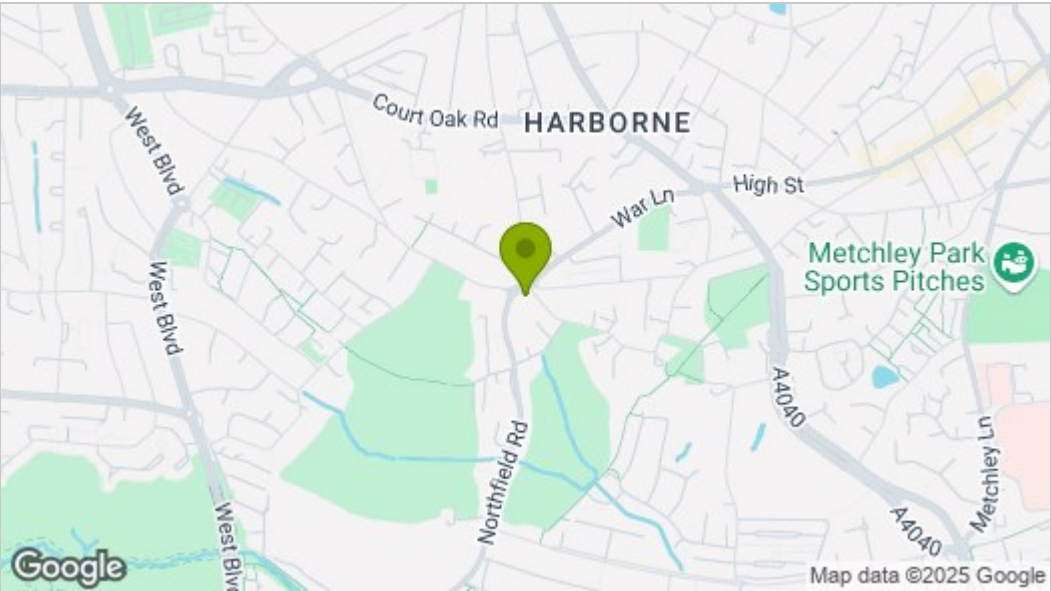 Court Oak Rd
HARBORNE
West Blvd
War Ln
High St
Metchley Park
Sports Pitches
West Blvd
A4040
Northfield Rd
Metchley Ln
A4040
West Blvd
Google
Map data ©2025 Google